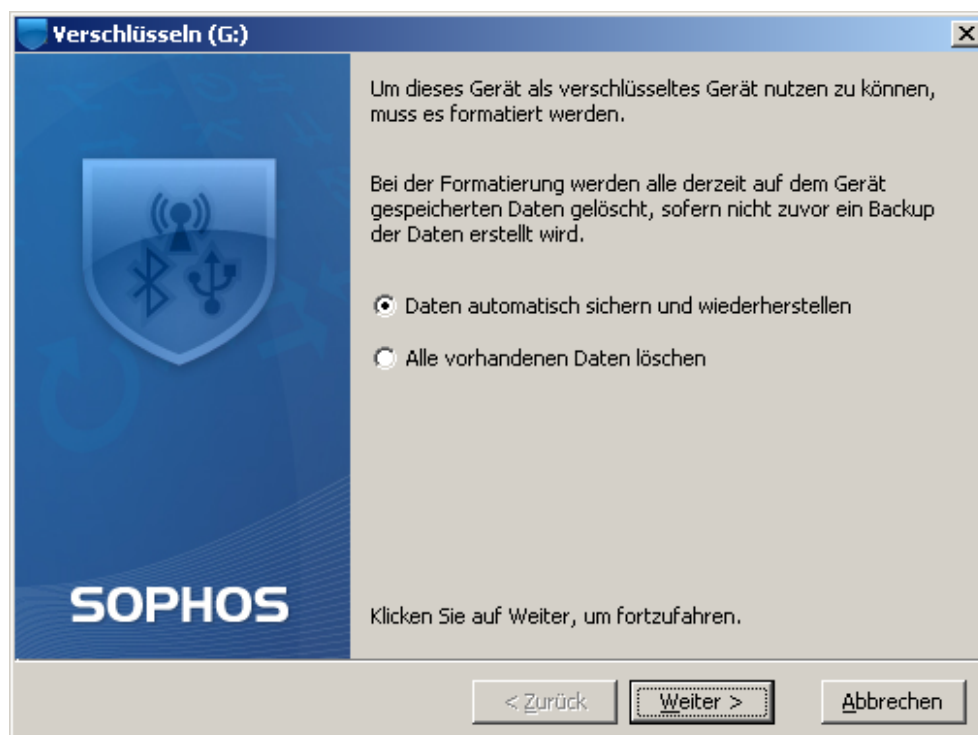 Verschlüsseln (G:)
Um dieses Gerät als verschlüsseltes Gerät nutzen zu können,
muss es formatiert werden.
Bei der Formatierung werden alle derzeit auf dem Gerät
gespeicherten Daten gelöscht, sofern nicht zuvor ein Backup
der Daten erstellt wird.
Daten automatisch sichern und wiederherstellen
Alle vorhandenen Daten löschen
SOPHOS
Klicken Sie auf Weiter, um fortzufahren.
< Zurück
Weiter >
Abbrechen